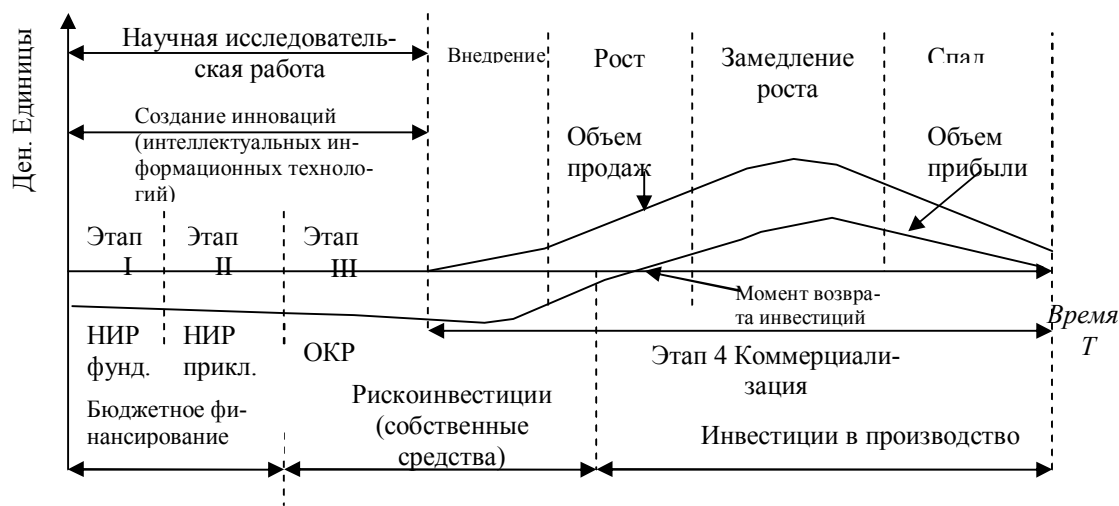 Ден. Единицы
Научная исследователь-
ская работа
Внедрение
Рост
Замедление
роста
Спад
Создание инноваций
(интеллектуальных ин-
формационных техноло-
гий)
Объем
продаж
Объем
прибыли
Этап
I
Этап
II
Этап
III
Момент возвра-
та инвестиций
Время
Т
НИР
фунд.
НИР
прикл.
ОКР
Этап 4 Коммерциали-
зация
Бюджетное фи-
нансирование
Рискоинвестиции
(собственные
средства)
Инвестиции в производство